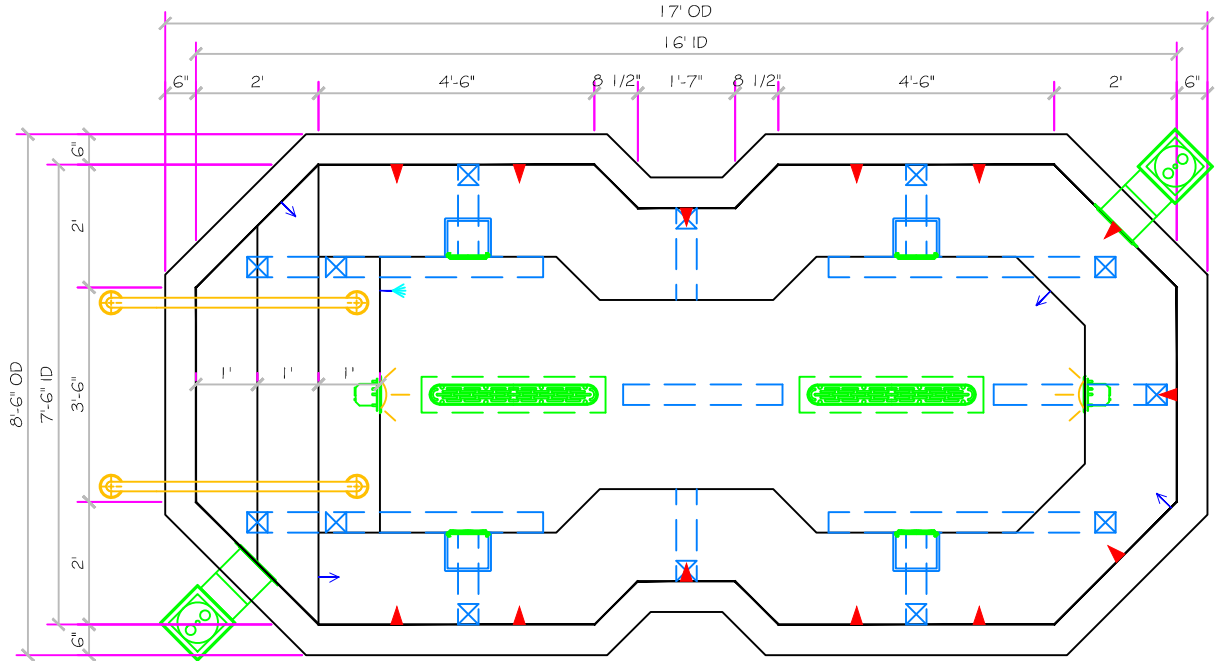 17' OD
16' ID
6" 2' 4'-6" 8 1/2" 1'-7" 8 1/2" 4'-6" 2' 6"
6"
2'
8'-6" OD
7'-6" ID
3'-6"
1' 1' 1'
2'
6"